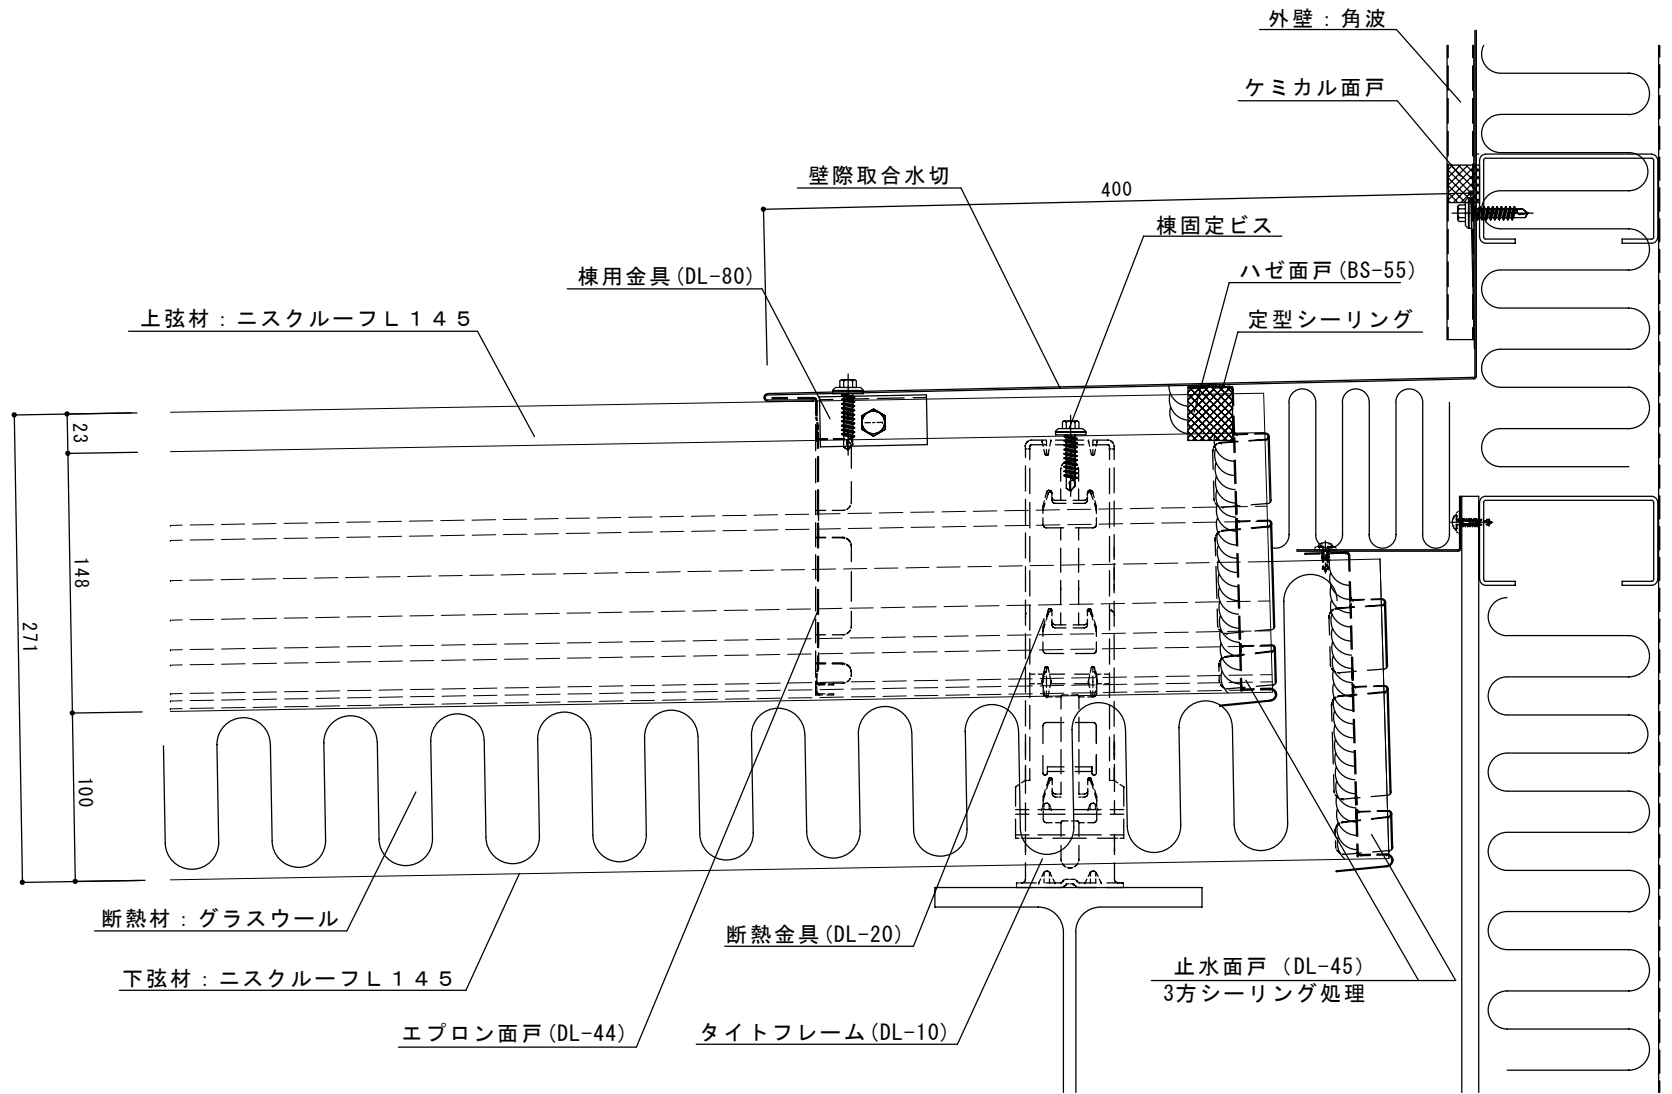 外壁：角波
ケミカル面戸
壁際取合水切
400
棟固定ビス
棟用金具(DL-80)
ハゼ面戸(BS-55)
上弦材：ニスクルーフL１４５
定型シーリング
23
148
271
100
断熱材：グラスウール
断熱金具(DL-20)
下弦材：ニスクルーフL１４５
止水面戸 (DL-45)
3方シーリング処理
エプロン面戸(DL-44)
タイトフレーム(DL-10)